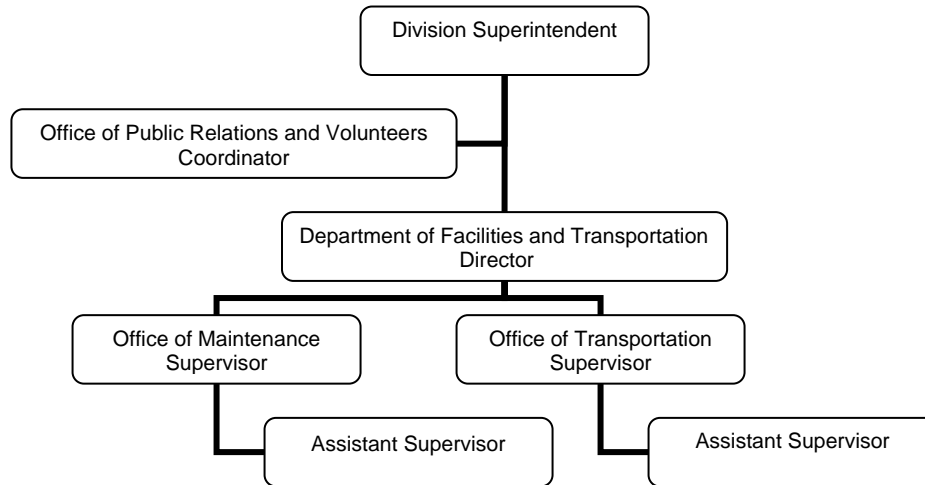 Division Superintendent
Office of Public Relations and Volunteers
Coordinator
Department of Facilities and Transportation
Director
Office of Maintenance
Supervisor
Office of Transportation
Supervisor
Assistant Supervisor
Assistant Supervisor